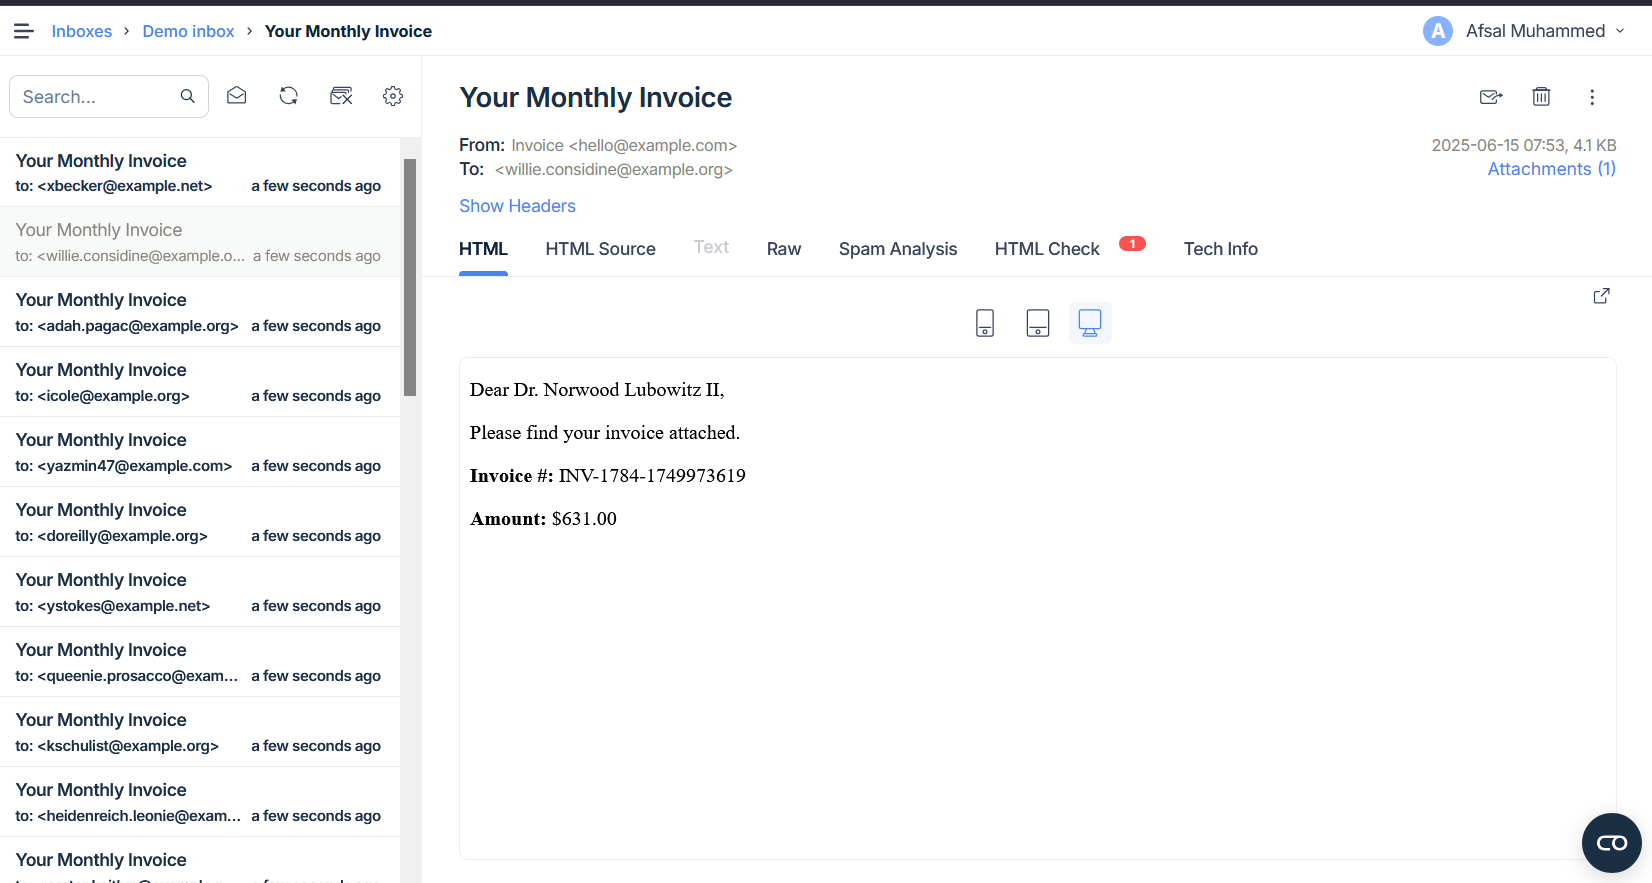 Inboxes › Demo inbox › Your Monthly Invoice
A Afsal Muhammed
Search...
Your Monthly Invoice
to: <xbecker@example.net> a few seconds ago
Your Monthly Invoice
to: <willie.considine@example.o... a few seconds ago
Your Monthly Invoice
to: <adah.pagac@example.org> a few seconds ago
Your Monthly Invoice
to: <icole@example.org> a few seconds ago
Your Monthly Invoice
to: <yazmin47@example.com> a few seconds ago
Your Monthly Invoice
to: <doreilly@example.org> a few seconds ago
Your Monthly Invoice
to: <ystokes@example.net> a few seconds ago
Your Monthly Invoice
to: <queenie.prosacco@exam... a few seconds ago
Your Monthly Invoice
to: <kschulist@example.org> a few seconds ago
Your Monthly Invoice
to: <heidenreich.leonie@exam... a few seconds ago
Your Monthly Invoice
Your Monthly Invoice
From: Invoice <hello@example.com>
2025-06-15 07:53, 4.1 KB
To: <willie.considine@example.org>
Attachments (1)
Show Headers
HTML HTML Source Text Raw Spam Analysis HTML Check 1 Tech Info
Dear Dr. Norwood Lubowitz II,
Please find your invoice attached.
Invoice #: INV-1784-1749973619
Amount: $631.00